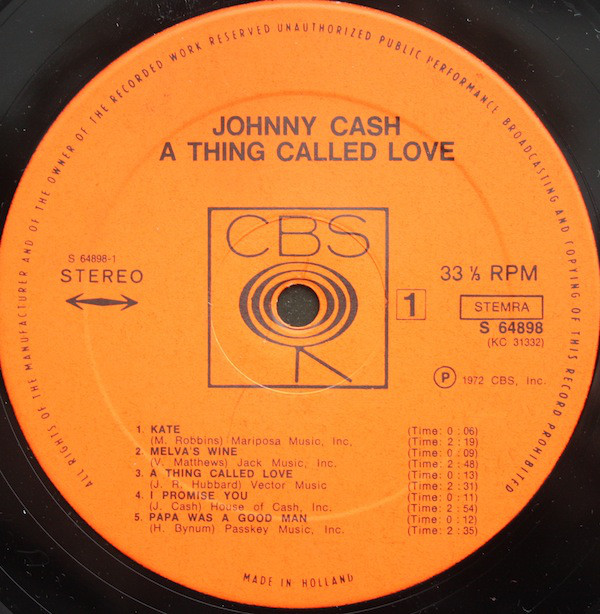 ALL RIGHTS OF THE MANUFACTURER AND OF THE OWNER OF THE RECORDED WORK RESERVED UNAUTHORIZED PUBLIC PERFORMANCE BROADCASTING AND COPYING OF THIS RECORD PROHIBITED
JOHNNY CASH
A THING CALLED LOVE
CBS
S 64898-1
STEREO
33 ⅓ RPM
1
STEMRA
S 64898
(KC 31332)
Ⓟ 1972 CBS, Inc.
1. KATE (Time: 0 : 06)
(M. Robbins) Mariposa Music, Inc. (Time: 2 : 19)
2. MELVA'S WINE (Time: 0 : 09)
(V. Matthews) Jack Music, Inc. (Time: 2 : 48)
3. A THING CALLED LOVE (Time: 0 : 13)
(J. R. Hubbard) Vector Music (Time: 2 : 31)
4. I PROMISE YOU (Time: 0 : 11)
(J. Cash) House of Cash, Inc. (Time: 2 : 54)
5. PAPA WAS A GOOD MAN (Time: 0 : 12)
(H. Bynum) Passkey Music, Inc. (Time: 2 : 35)
MADE IN HOLLAND